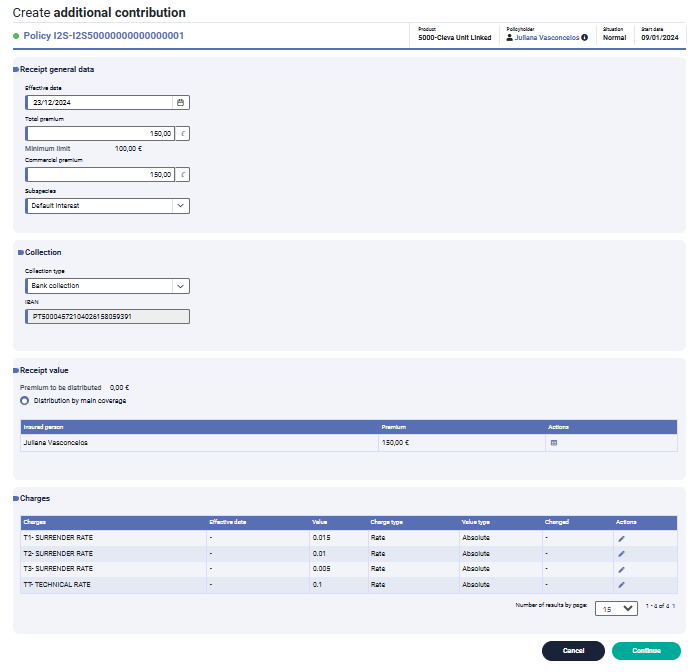 Create additional contribution
Policy I2S-I2S50000000000000001
Product
5000-Cleva Unit Linked
Policyholder
Juliana Vasconcelos
Situation
Normal
Start date
09/01/2024
Receipt general data
Effective date
23/12/2024
Total premium
150,00 €
Minimum limit 100,00 €
Commercial premium
150,00 €
Subspecies
Default interest
Collection
Collection type
Bank collection
IBAN
PT50004572104026158059391
Receipt value
Premium to be distributed 0,00 €
Distribution by main coverage
Insured person Premium Actions
Juliana Vasconcelos 150,00 €
Charges
Charges Effective date Value Charge type Value type Changed Actions
T1- SURRENDER RATE - 0.015 Rate Absolute -
T2- SURRENDER RATE - 0.01 Rate Absolute -
T3- SURRENDER RATE - 0.005 Rate Absolute -
TT- TECHNICAL RATE - 0.1 Rate Absolute -
Number of results by page: 15 1 - 4 of 4 1
Cancel Continue